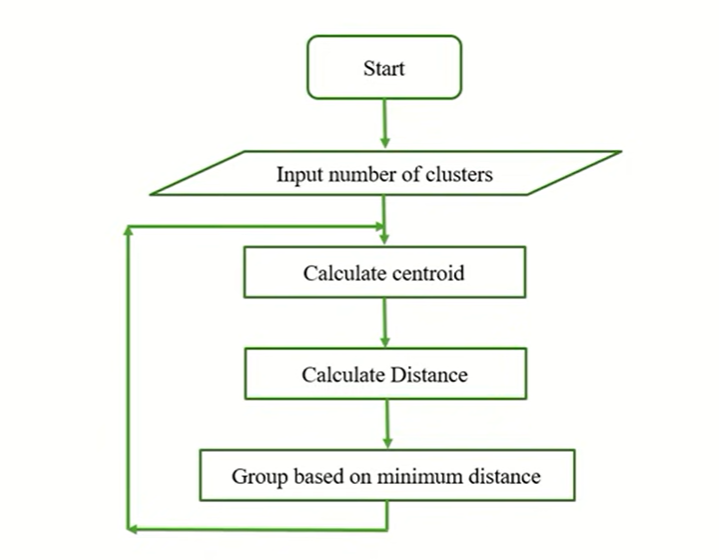 Start
Input number of clusters
Calculate centroid
Calculate Distance
Group based on minimum distance